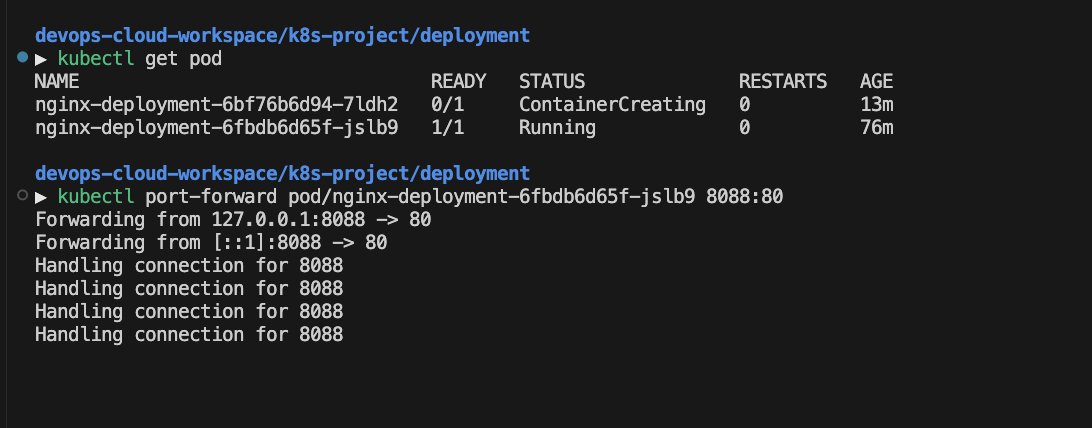 devops-cloud-workspace/k8s-project/deployment
▶ kubectl get pod
NAME READY STATUS RESTARTS AGE
nginx-deployment-6bf76b6d94-7ldh2 0/1 ContainerCreating 0 13m
nginx-deployment-6fbdb6d65f-jslb9 1/1 Running 0 76m
devops-cloud-workspace/k8s-project/deployment
▶ kubectl port-forward pod/nginx-deployment-6fbdb6d65f-jslb9 8088:80
Forwarding from 127.0.0.1:8088 -> 80
Forwarding from [::1]:8088 -> 80
Handling connection for 8088
Handling connection for 8088
Handling connection for 8088
Handling connection for 8088